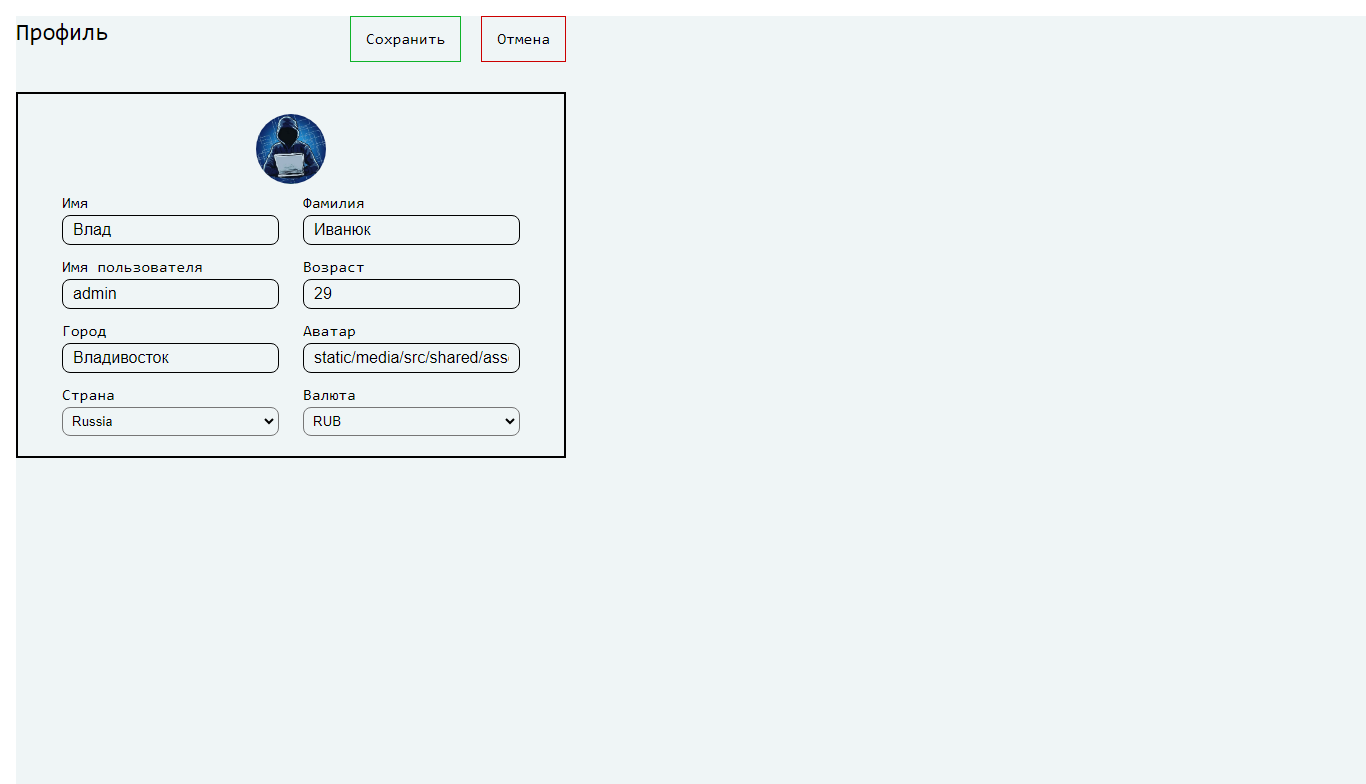 Профиль
Сохранить
Отмена
Имя
Фамилия
Влад
Иванюк
Имя пользователя
Возраст
admin
29
Город
Аватар
Владивосток
static/media/src/shared/ass
Страна
Валюта
Russia
RUB